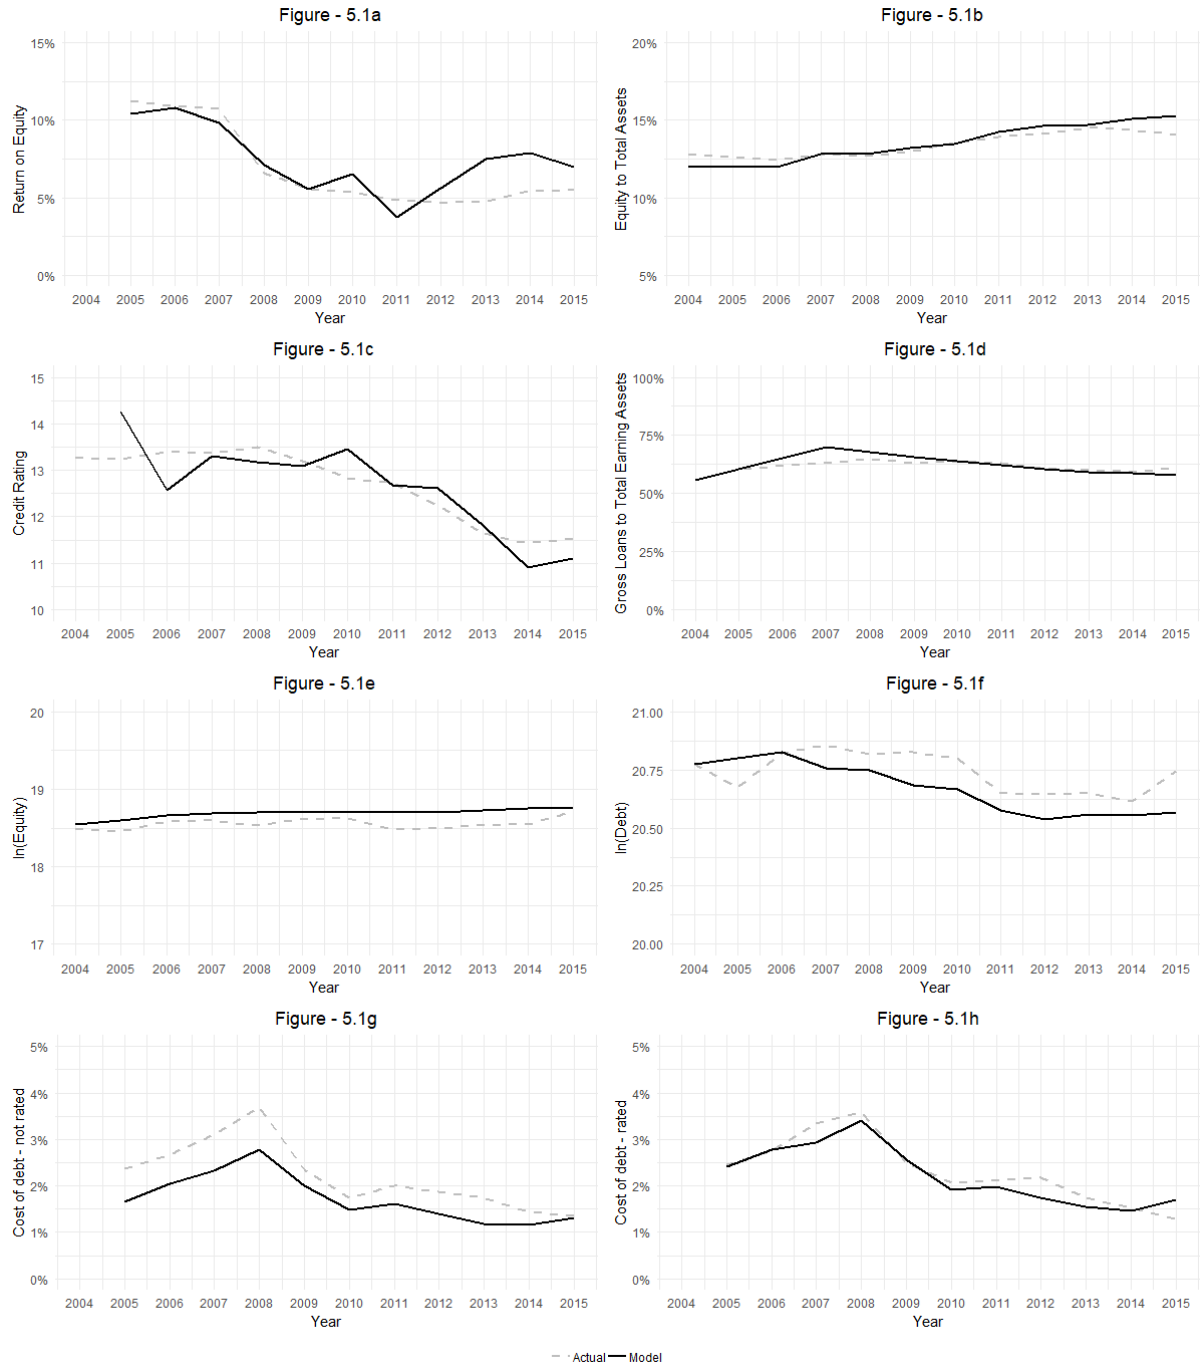 Figure - 5.1a
Return on Equity
15%
10%
5%
0%
2004 2005 2006 2007 2008 2009 2010 2011 2012 2013 2014 2015
Year
Figure - 5.1b
Equity to Total Assets
20%
15%
10%
5%
2004 2005 2006 2007 2008 2009 2010 2011 2012 2013 2014 2015
Year
Figure - 5.1c
Credit Rating
15
14
13
12
11
10
2004 2005 2006 2007 2008 2009 2010 2011 2012 2013 2014 2015
Year
Figure - 5.1d
Gross Loans to Total Earning Assets
100%
75%
50%
25%
0%
2004 2005 2006 2007 2008 2009 2010 2011 2012 2013 2014 2015
Year
Figure - 5.1e
ln(Equity)
20
19
18
17
2004 2005 2006 2007 2008 2009 2010 2011 2012 2013 2014 2015
Year
Figure - 5.1f
ln(Debt)
21.00
20.75
20.50
20.25
20.00
2004 2005 2006 2007 2008 2009 2010 2011 2012 2013 2014 2015
Year
Figure - 5.1g
Cost of debt - not rated
5%
4%
3%
2%
1%
0%
2004 2005 2006 2007 2008 2009 2010 2011 2012 2013 2014 2015
Year
Figure - 5.1h
Cost of debt - rated
5%
4%
3%
2%
1%
0%
2004 2005 2006 2007 2008 2009 2010 2011 2012 2013 2014 2015
Year
Actual Model